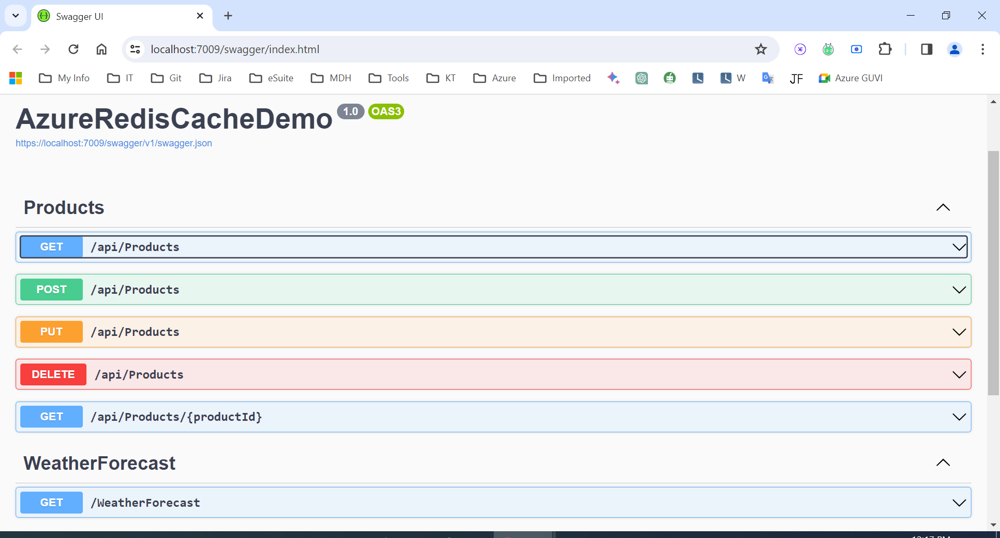 Swagger UI
localhost:7009/swagger/index.html
My Info IT Git Jira eSuite MDH Tools KT Azure Imported W JF Azure GUVI
AzureRedisCacheDemo 1.0 OAS3
https://localhost:7009/swagger/v1/swagger.json
Products
GET /api/Products
POST /api/Products
PUT /api/Products
DELETE /api/Products
GET /api/Products/{productId}
WeatherForecast
GET /WeatherForecast